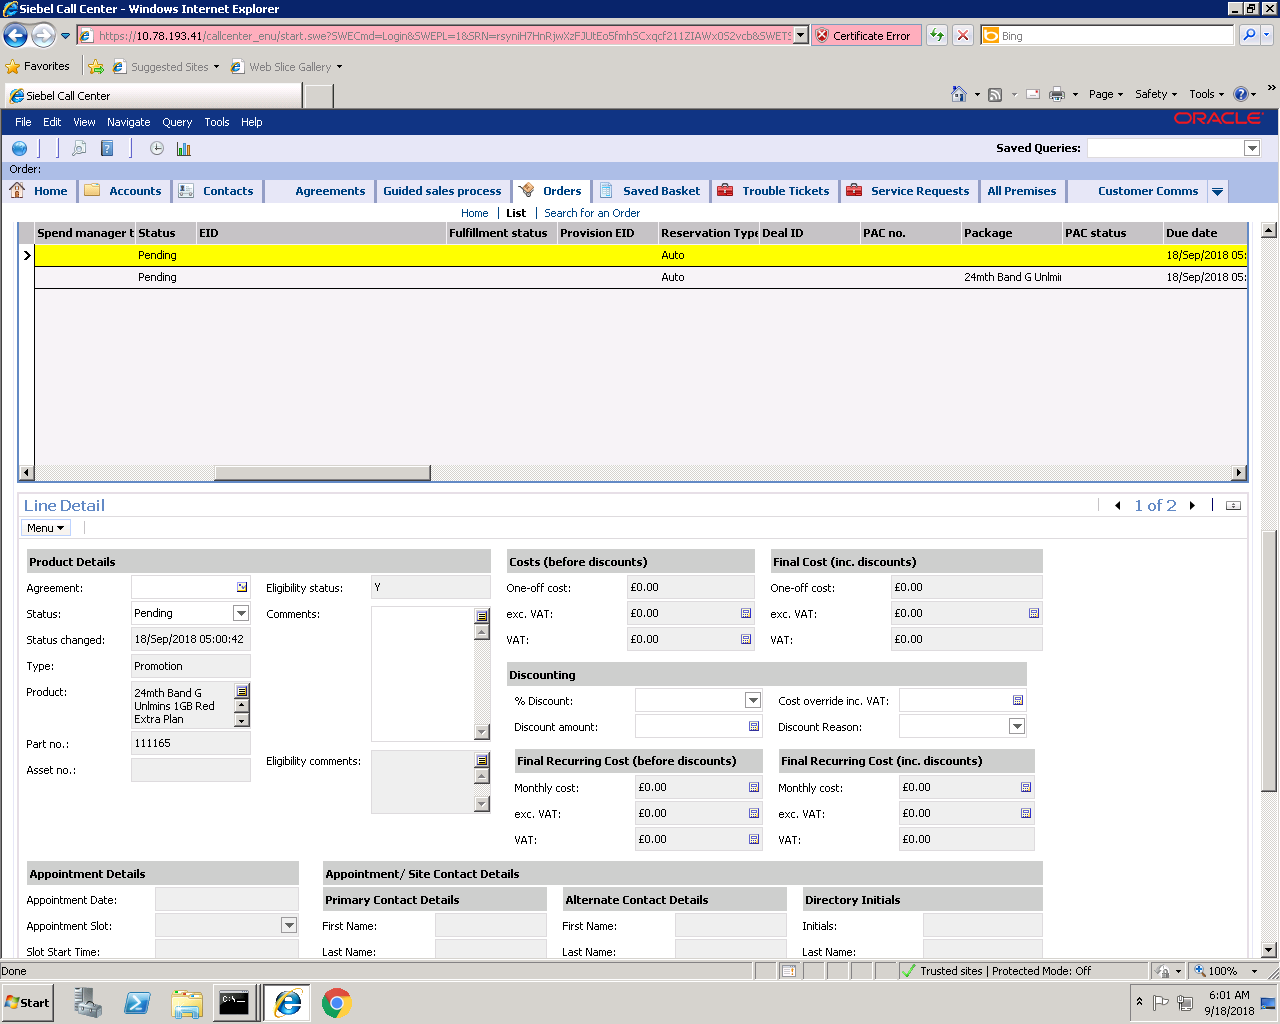 Siebel Call Center - Windows Internet Explorer
https://10.78.193.41/callcenter_enu/start.swe?SWECmd=Login&SWEPL=1&SRN= Certificate Error Bing
Favorites Suggested Sites Web Slice Gallery
Siebel Call Center Page Safety Tools
File Edit View Navigate Query Tools Help ORACLE
Saved Queries:
Order:
Home Accounts Contacts Agreements Guided sales process Orders Saved Basket Trouble Tickets Service Requests All Premises Customer Comms
Home List Search for an Order
Spend manager t Status EID Fulfillment status Provision EID Reservation Type Deal ID PAC no. Package PAC status Due date
Pending Auto 18/Sep/2018 05:
Pending Auto 24mth Band G Unlmi 18/Sep/2018 05:
Line Detail 1 of 2
Menu
Product Details Costs (before discounts) Final Cost (inc. discounts)
Agreement: Eligibility status: Y One-off cost: £0.00 One-off cost: £0.00
Status: Pending Comments: exc. VAT: £0.00 exc. VAT: £0.00
Status changed: 18/Sep/2018 05:00:42 VAT: £0.00 VAT: £0.00
Type: Promotion
Discounting
Product: 24mth Band G
Unlmins 1GB Red
Extra Plan
% Discount: Cost override inc. VAT:
Discount amount: Discount Reason:
Part no.: 111165
Asset no.: Eligibility comments: Final Recurring Cost (before discounts) Final Recurring Cost (inc. discounts)
Monthly cost: £0.00 Monthly cost: £0.00
exc. VAT: £0.00 exc. VAT: £0.00
VAT: £0.00 VAT: £0.00
Appointment Details Appointment/ Site Contact Details
Appointment Date: Primary Contact Details Alternate Contact Details Directory Initials
Appointment Slot: First Name: First Name: Initials:
Slot Start Time: Last Name: Last Name: Last Name:
Done Trusted sites | Protected Mode: Off 100%
Start 6:01 AM
9/18/2018